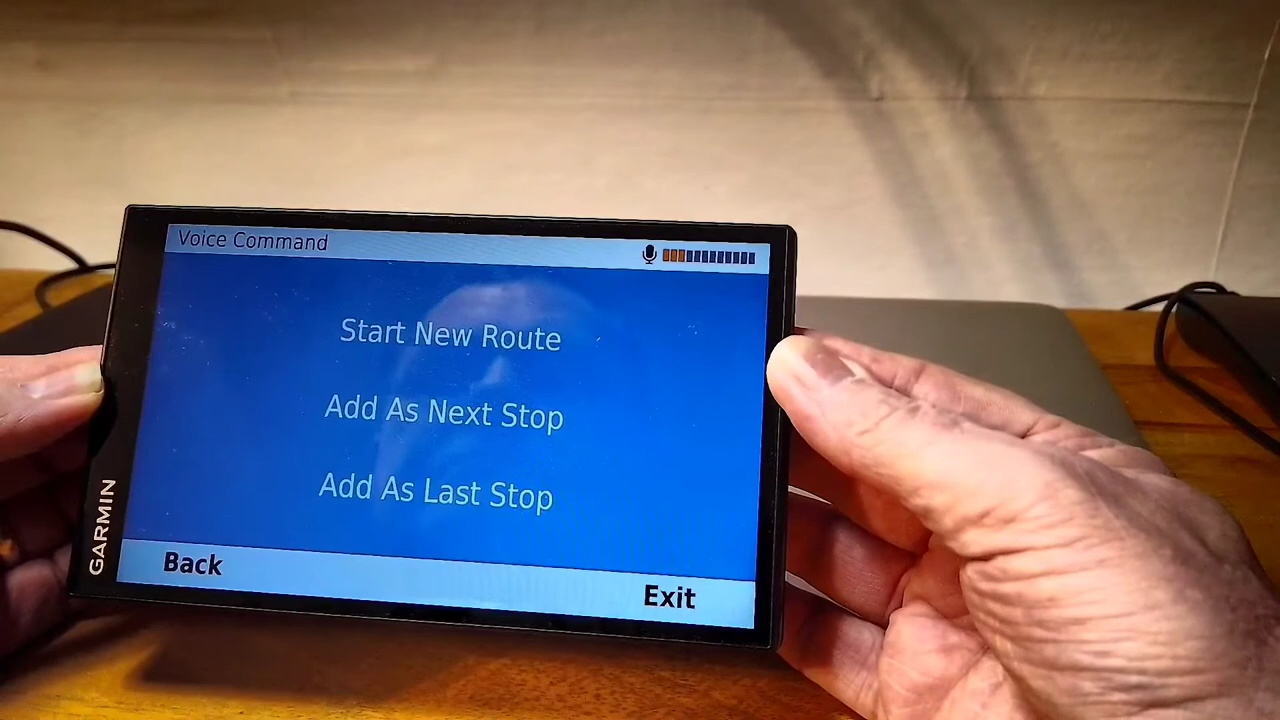 Voice Command
Start New Route
Add As Next Stop
Add As Last Stop
Back
Exit
GARMIN